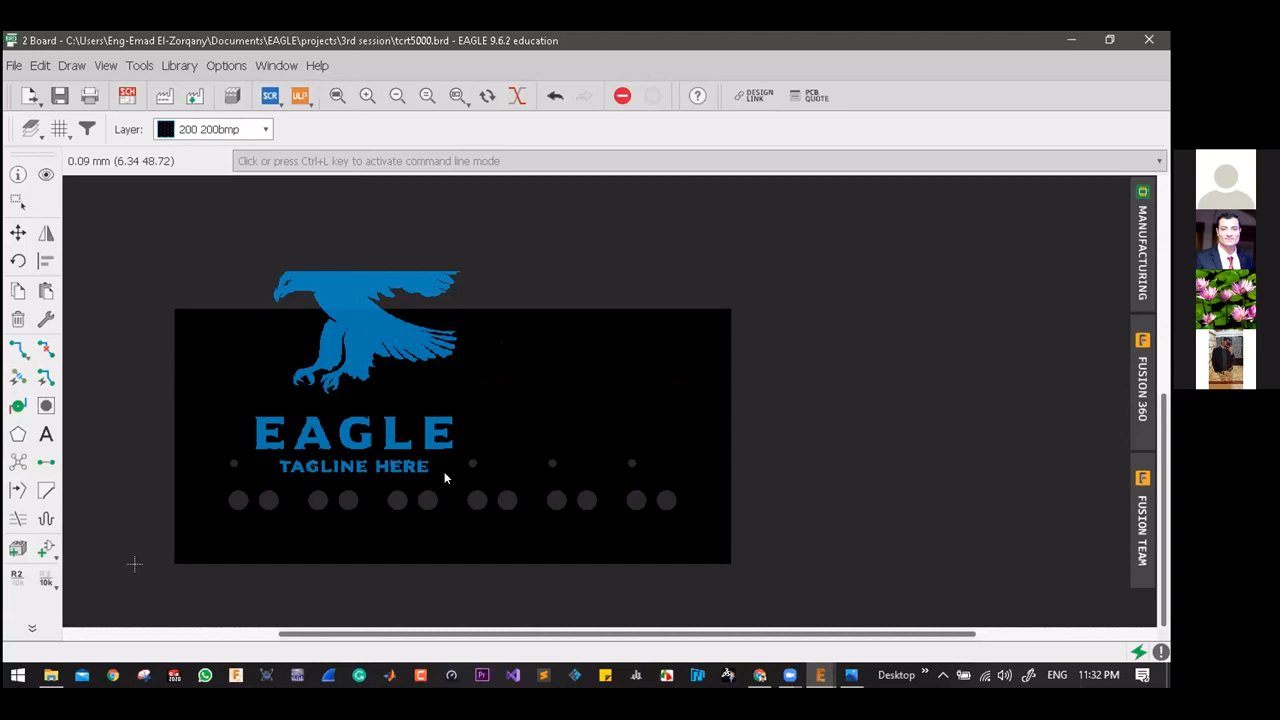 2 Board - C:\Users\Eng-Emad El-Zorqany\Documents\EAGLE\projects\3rd session\tcrt5000.brd - EAGLE 9.6.2 education
File Edit Draw View Tools Library Options Window Help
SCH SCR ULP DESIGN LINK PCB QUOTE
Layer: 200 200bmp
0.09 mm (6.34 48.72) Click or press Ctrl+L key to activate command line mode
MANUFACTURING
FUSION 360
FUSION TEAM
EAGLE
TAGLINE HERE
R2 10k
Desktop ENG 11:32 PM